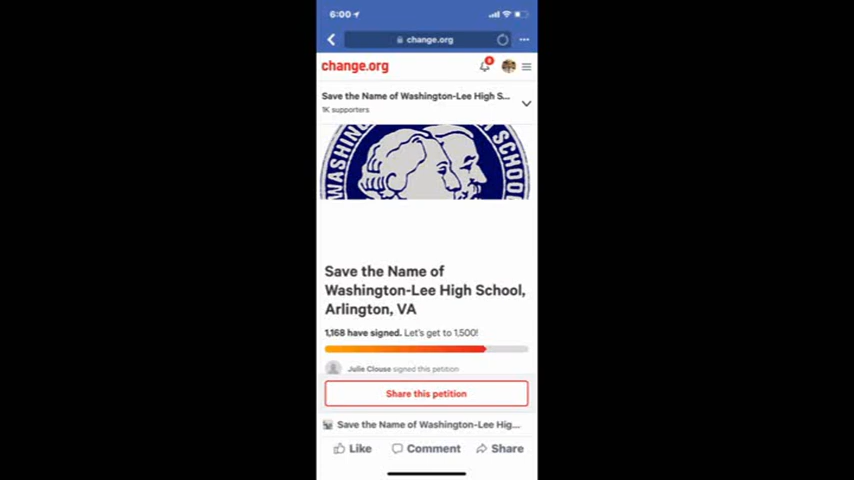 6:00
change.org
change.org
Save the Name of Washington-Lee High S...
1K supporters
WASHING
SCHOOL
Save the Name of
Washington-Lee High School,
Arlington, VA
1,168 have signed. Let's get to 1,500!
Julie Clouse signed this petition
Share this petition
Save the Name of Washington-Lee Hig...
Like
Comment
Share